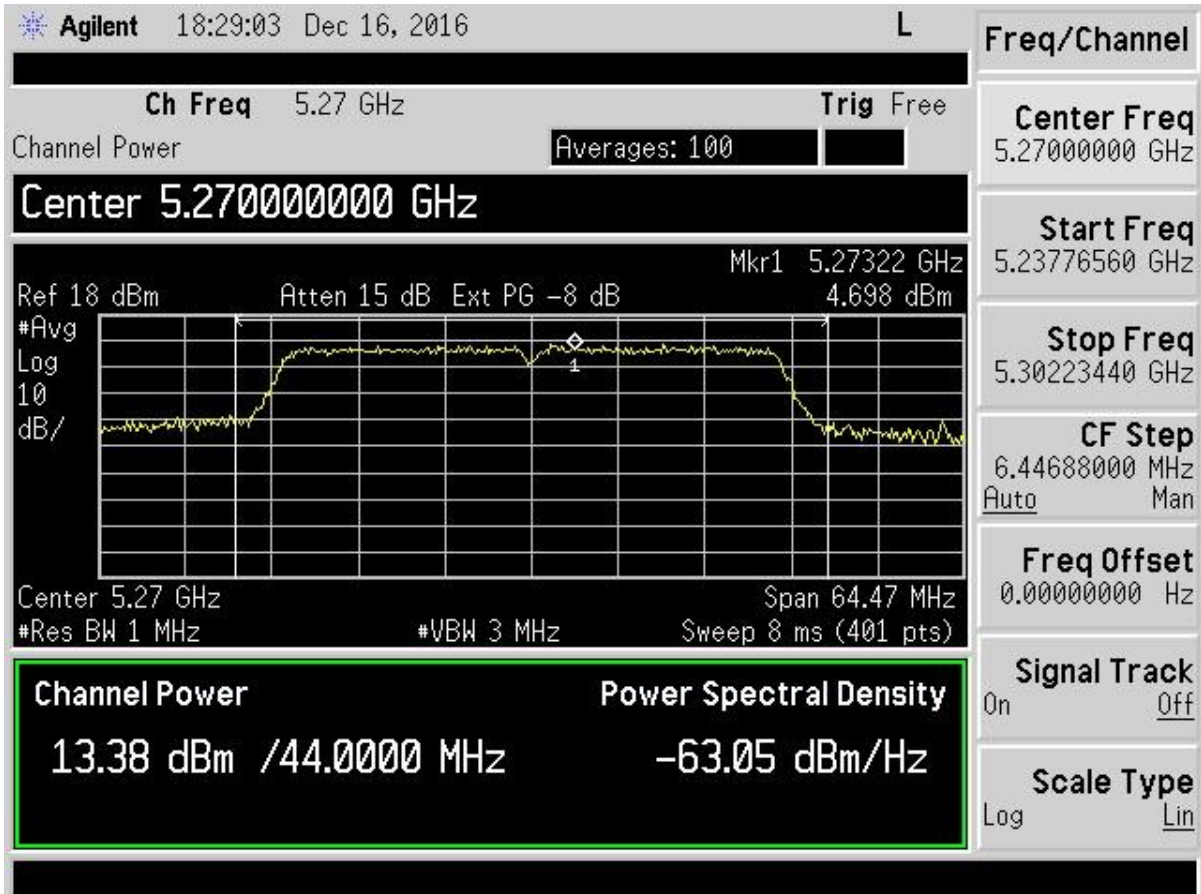 Agilent 18:29:03 Dec 16, 2016 L
Ch Freq 5.27 GHz Trig Free
Channel Power Averages: 100
Center 5.270000000 GHz
Mkr1 5.27322 GHz
Ref 18 dBm Atten 15 dB Ext PG -8 dB 4.698 dBm
#Avg
Log
10
dB/
1
Center 5.27 GHz Span 64.47 MHz
#Res BW 1 MHz #VBW 3 MHz Sweep 8 ms (401 pts)
Channel Power Power Spectral Density
13.38 dBm /44.0000 MHz -63.05 dBm/Hz
Freq/Channel
Center Freq
5.27000000 GHz
Start Freq
5.23776560 GHz
Stop Freq
5.30223440 GHz
CF Step
6.44688000 MHz
Auto Man
Freq Offset
0.00000000 Hz
Signal Track
On Off
Scale Type
Log Lin